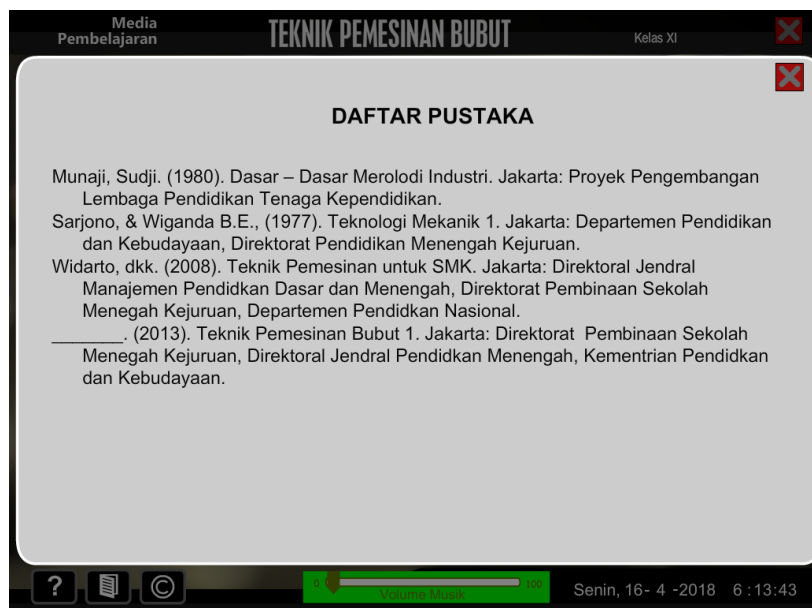 Media
Pembelajaran
TEKNIK PEMESINAN BUBUT
Kelas XI
DAFTAR PUSTAKA
Munaji, Sudji. (1980). Dasar – Dasar Merolodi Industri. Jakarta: Proyek Pengembangan
Lembaga Pendidikan Tenaga Kependidikan.
Sarjono, & Wiganda B.E., (1977). Teknologi Mekanik 1. Jakarta: Departemen Pendidikan
dan Kebudayaan, Direktorat Pendidikan Menengah Kejuruan.
Widarto, dkk. (2008). Teknik Pemesinan untuk SMK. Jakarta: Direktoral Jendral
Manajemen Pendidkan Dasar dan Menengah, Direktorat Pembinaan Sekolah
Menegah Kejuruan, Departemen Pendidkan Nasional.
_______. (2013). Teknik Pemesinan Bubut 1. Jakarta: Direktorat  Pembinaan Sekolah
Menegah Kejuruan, Direktoral Jendral Pendidkan Menengah, Kementrian Pendidkan
dan Kebudayaan.
? ©
0 100
Volume Musik
Senin, 16- 4 -2018 6 :13:43